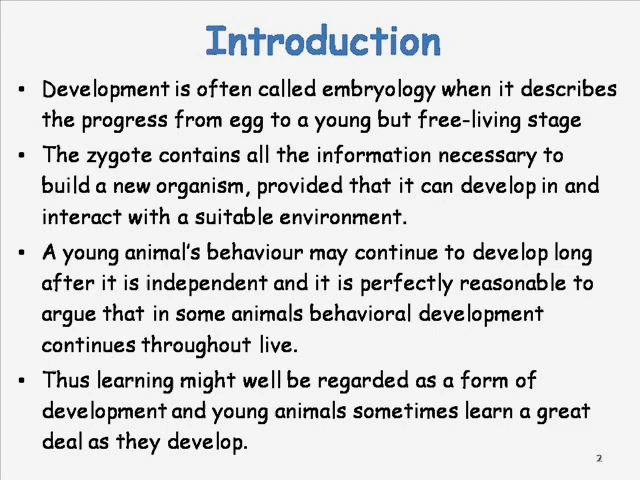 Introduction
• Development is often called embryology when it describes
the progress from egg to a young but free-living stage
• The zygote contains all the information necessary to
build a new organism, provided that it can develop in and
interact with a suitable environment.
• A young animal's behaviour may continue to develop long
after it is independent and it is perfectly reasonable to
argue that in some animals behavioral development
continues throughout live.
• Thus learning might well be regarded as a form of
development and young animals sometimes learn a great
deal as they develop.
2